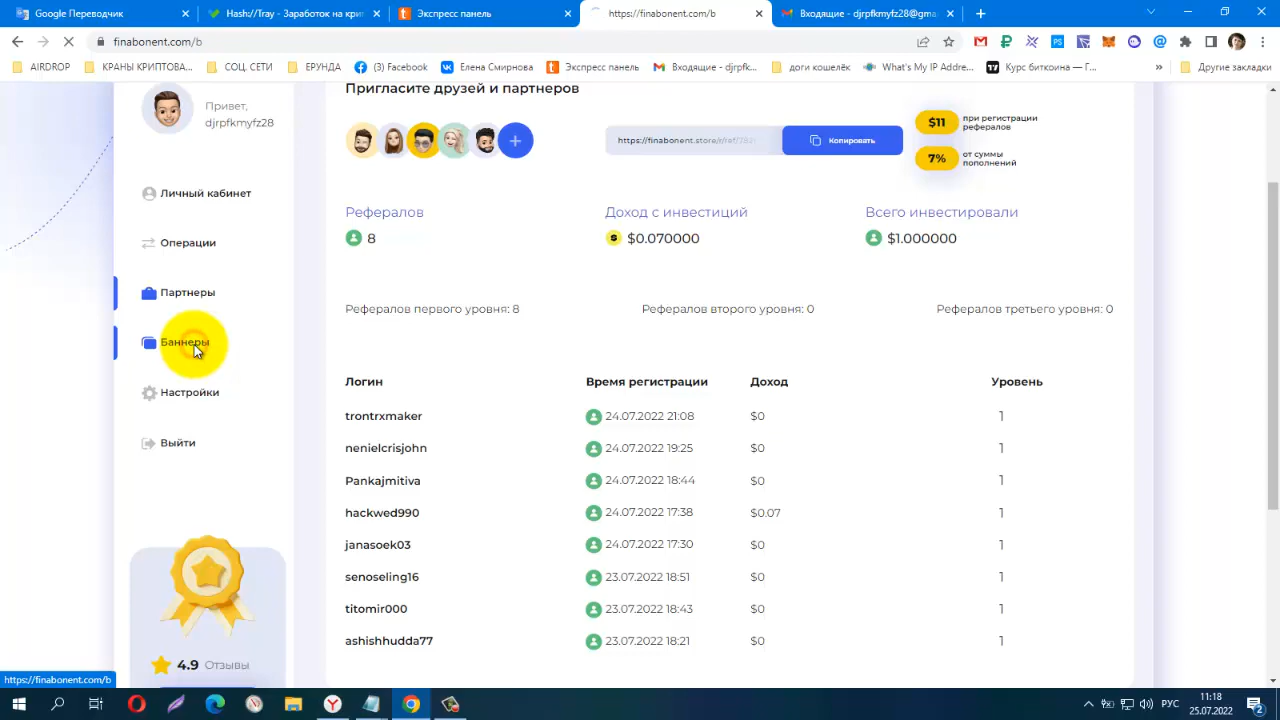 Google Переводчик
Hash://Tray - Заработок на кри
Экспресс панель
https://finabonent.com/b
Входящие - djrpfkmyfz28@gma
finabonent.com/b
AIRDROP
КРАНЫ КРИПТОВА...
СОЦ. СЕТИ
ЕРУНДА
(3) Facebook
Елена Смирнова
Экспресс панель
Входящие - djrpfk...
доги кошелёк
What's My IP Addre...
Курс биткоина — Г...
»
Другие закладки
Привет,
djrpfkmyfz28
Личный кабинет
Операции
Партнеры
Баннеры
Настройки
Выйти
4.9 Отзывы
Пригласите друзей и партнеров
https://finabonent.store/r/ref/
Копировать
$11 при регистрации
рефералов
7% от суммы
пополнений
Рефералов
8
Доход с инвестиций
$0.070000
Всего инвестировали
$1.000000
Рефералов первого уровня: 8
Рефералов второго уровня: 0
Рефералов третьего уровня: 0
Логин Время регистрации Доход Уровень
trontrxmaker 24.07.2022 21:08 $0 1
nenielcrisjohn 24.07.2022 19:25 $0 1
Pankajmitiva 24.07.2022 18:44 $0 1
hackwed990 24.07.2022 17:38 $0.07 1
janasoek03 24.07.2022 17:30 $0 1
senoseling16 23.07.2022 18:51 $0 1
titomir000 23.07.2022 18:43 $0 1
ashishhudda77 23.07.2022 18:21 $0 1
https://finabonent.com/b
РУС
11:18
25.07.2022
2